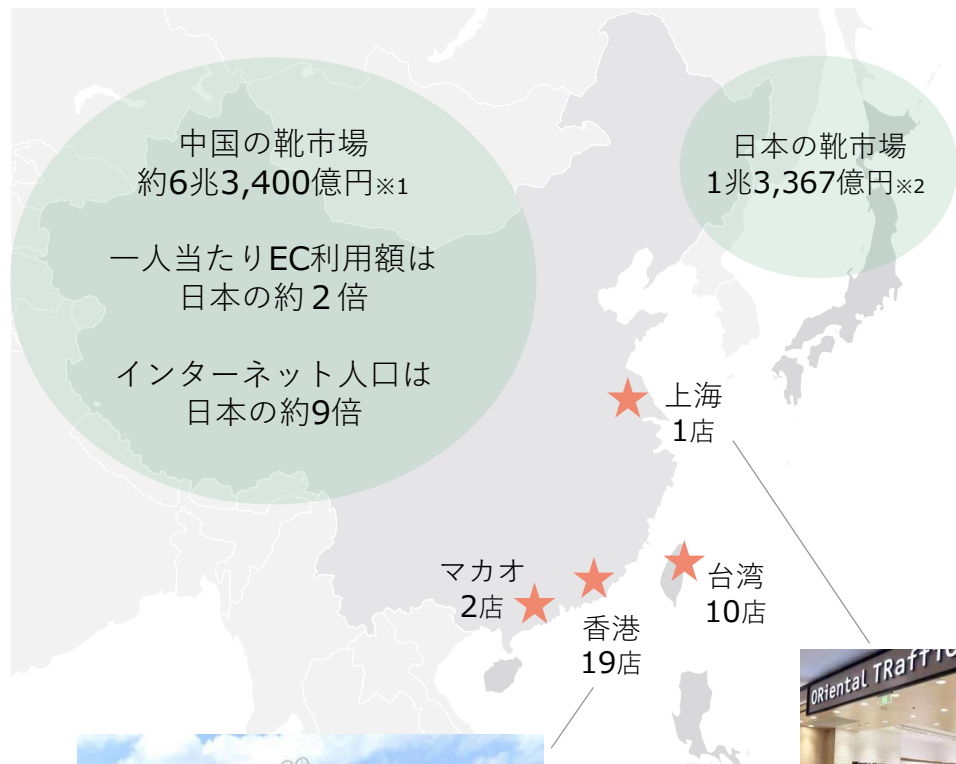 中国の靴市場
約6兆3,400億円※1
一人当たりEC利用額は
日本の約２倍
インターネット人口は
日本の約9倍
日本の靴市場
1兆3,367億円※2
上海
1店
マカオ
2店
香港
19店
台湾
10店
ORiental TRaffic